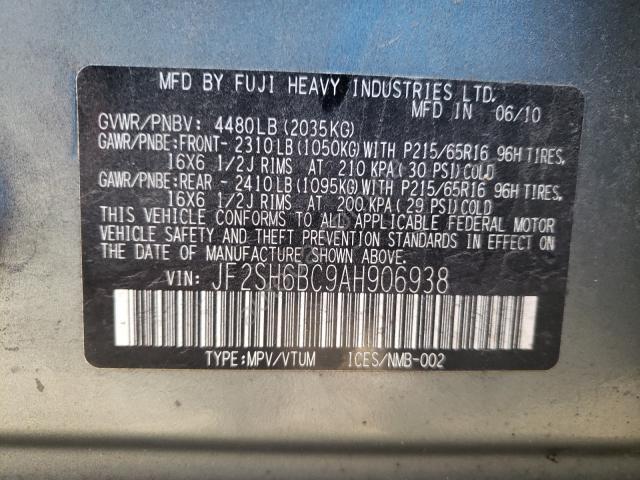 MFD BY FUJI HEAVY INDUSTRIES LTD.
MFD IN 06/10
GVWR/PNBV: 4480LB(2035KG)
GAWR/PNBE:FRONT- 2310LB(1050KG)WITH P215/65R16 96H TIRES,
16X6 1/2J RIMS AT 210 KPA(30 PSI)COLD
GAWR/PNBE:REAR - 2410LB(1095KG)WITH P215/65R16 96H TIRES,
16X6 1/2J RIMS AT 200 KPA(29 PSI)COLD
THIS VEHICLE CONFORMS TO ALL APPLICABLE FEDERAL MOTOR
VEHICLE SAFETY AND THEFT PREVENTION STANDARDS IN EFFECT ON
THE DATE OF MANUFACTURE SHOWN ABOVE.
VIN: JF2SH6BC9AH906938
TYPE:MPV/VTUM ICES/NMB-002